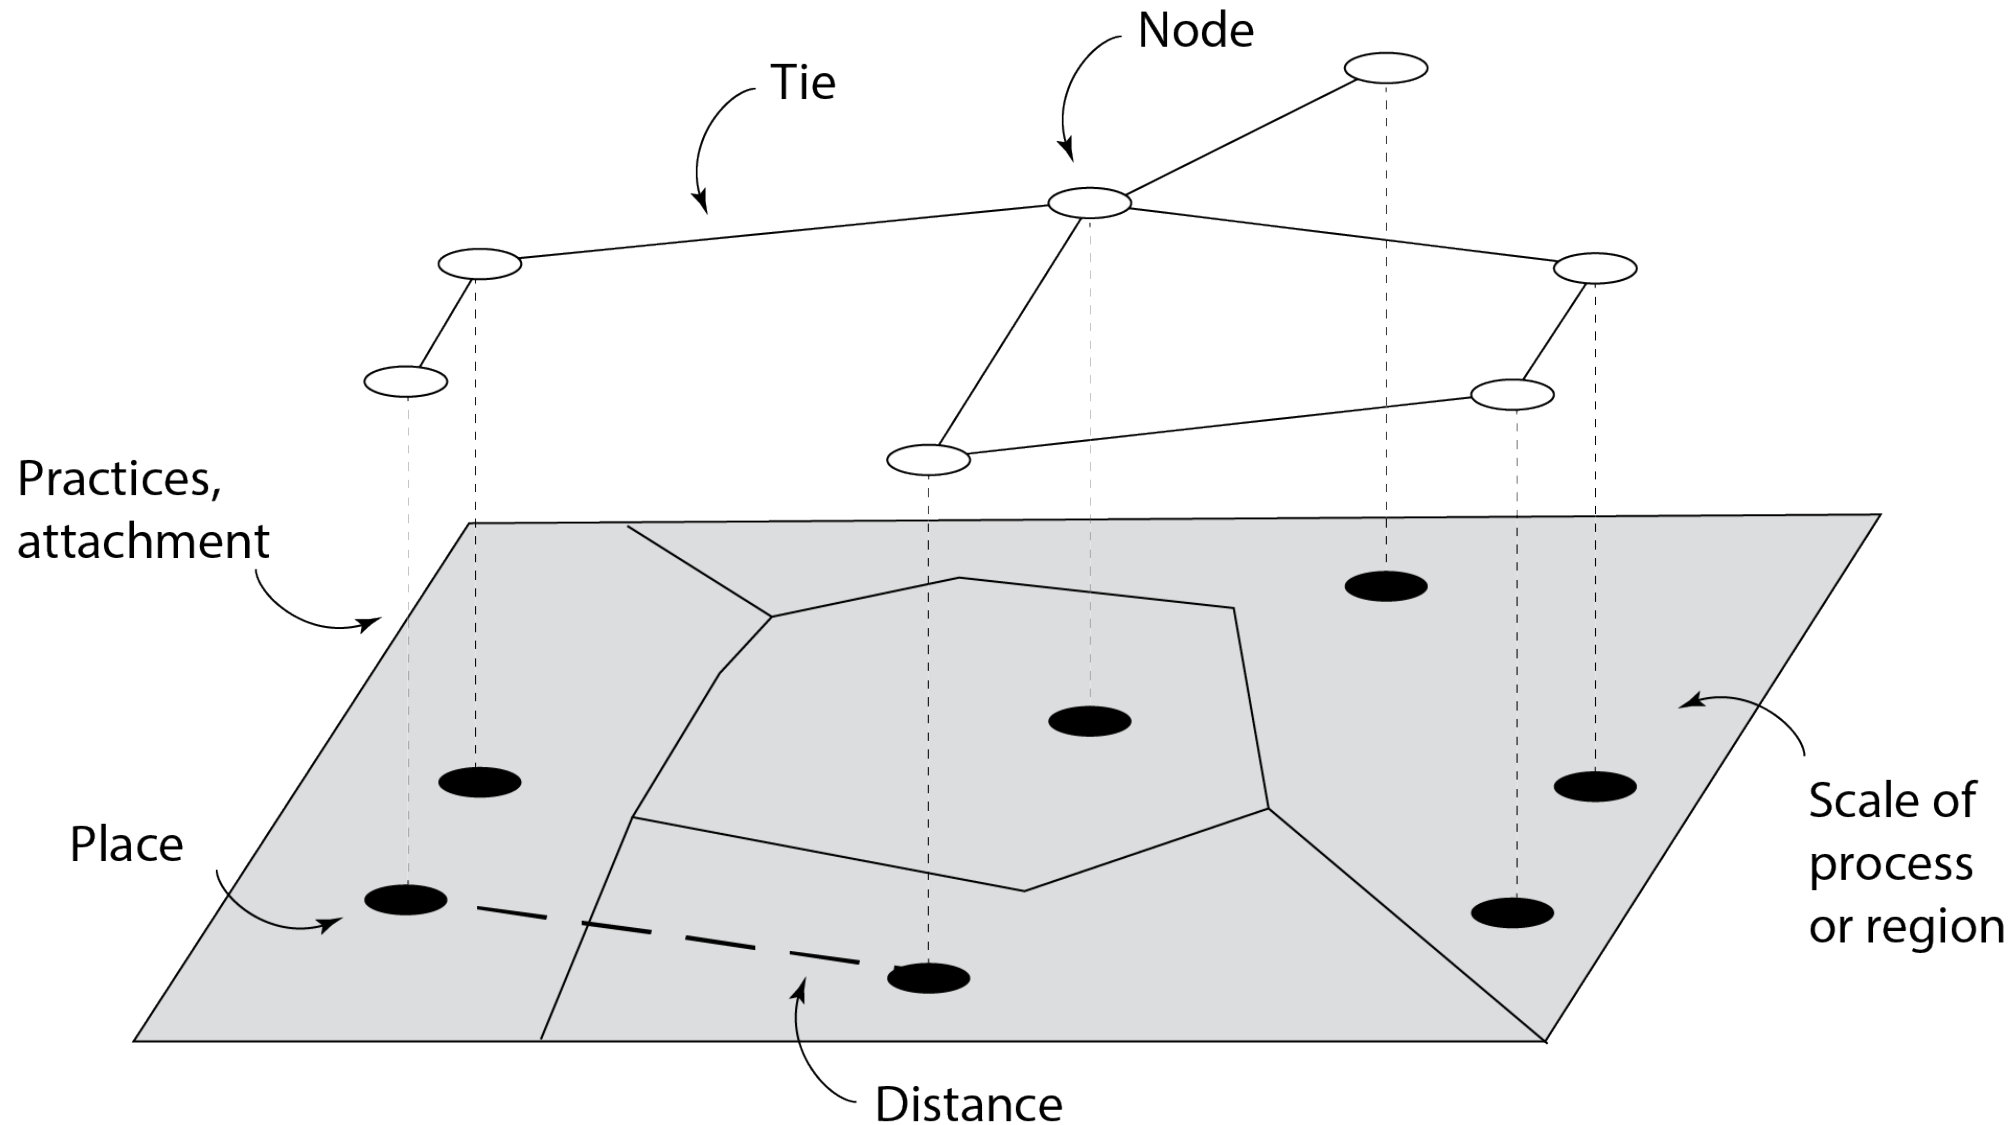 Node
Tie
Practices,
attachment
Place
Scale of
process
or region
Distance